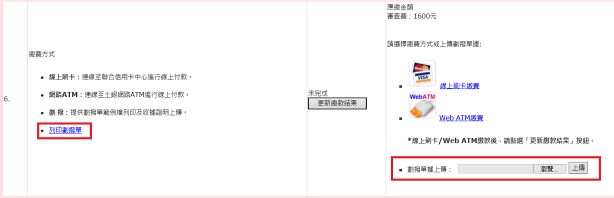 6.
繳費方式
線上刷卡：連線至聯合信用卡中心進行線上付款。
網路ATM：連線至土銀網路ATM進行線上付款。
劃 撥：提供劃撥單範例檔列印及收據證明上傳。
列印劃撥單
未完成
更新繳款結果
應繳金額
審查費：1600元
請選擇繳費方式或上傳劃撥單據:
VISA
線上刷卡繳費
WebATM
Web ATM繳費
*線上刷卡/Web ATM繳款後，請點選「更新繳款結果」按鈕。
劃撥單據上傳： 瀏覽... 上傳